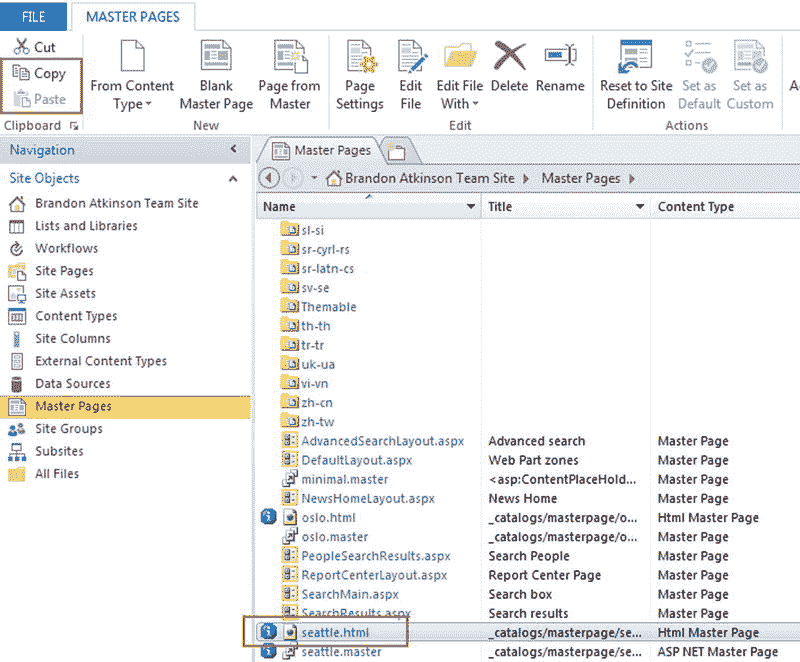 FILE
MASTER PAGES
Cut
Copy
Paste
Clipboard
From Content Type
Blank Master Page
Page from Master
New
Page Settings
Edit File
Edit File With
Delete
Rename
Edit
Reset to Site Definition
Set as Default
Set as Custom
Actions
Navigation
Site Objects
Brandon Atkinson Team Site
Lists and Libraries
Workflows
Site Pages
Site Assets
Content Types
Site Columns
External Content Types
Data Sources
Master Pages
Site Groups
Subsites
All Files
Master Pages
Brandon Atkinson Team Site Master Pages
Name Title Content Type
sl-si
sr-cyrl-rs
sr-latn-cs
sv-se
Themable
th-th
tr-tr
uk-ua
vi-vn
zh-cn
zh-tw
AdvancedSearchLayout.aspx Advanced search Master Page
DefaultLayout.aspx Web Part zones Master Page
minimal.master <asp:ContentPlaceHold... Master Page
NewsHomeLayout.aspx News Home Master Page
oslo.html _catalogs/masterpage/o... Html Master Page
oslo.master _catalogs/masterpage/o... Master Page
PeopleSearchResults.aspx Search People Master Page
ReportCenterLayout.aspx Report Center Page Master Page
SearchMain.aspx Search box Master Page
SearchResults.aspx Search results Master Page
seattle.html _catalogs/masterpage/se... Html Master Page
seattle.master _catalogs/masterpage/se... ASP NET Master Page